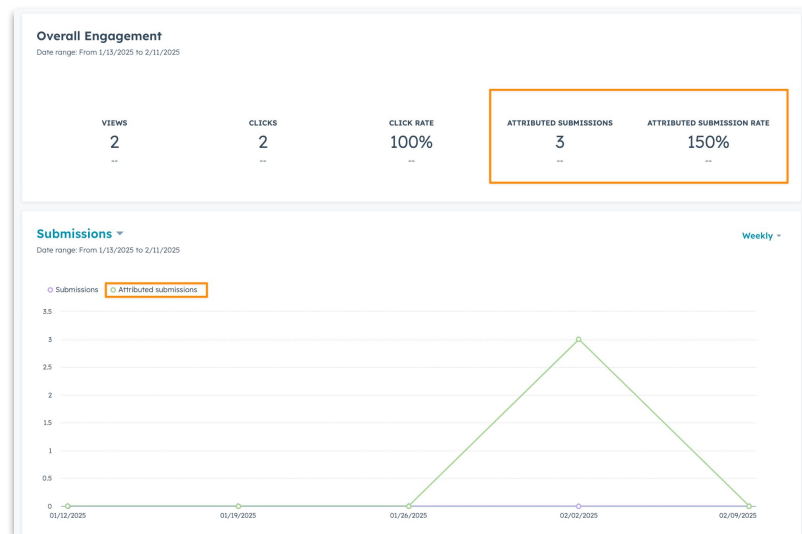 Overall Engagement
Date range: From 1/13/2025 to 2/11/2025
VIEWS CLICKS CLICK RATE ATTRIBUTED SUBMISSIONS ATTRIBUTED SUBMISSION RATE
2 2 100% 3 150%
-- -- -- -- --
Submissions
Weekly
Date range: From 1/13/2025 to 2/11/2025
Submissions Attributed submissions
3.5
3
2.5
2
1.5
1
0.5
0
01/12/2025 01/19/2025 01/26/2025 02/02/2025 02/09/2025